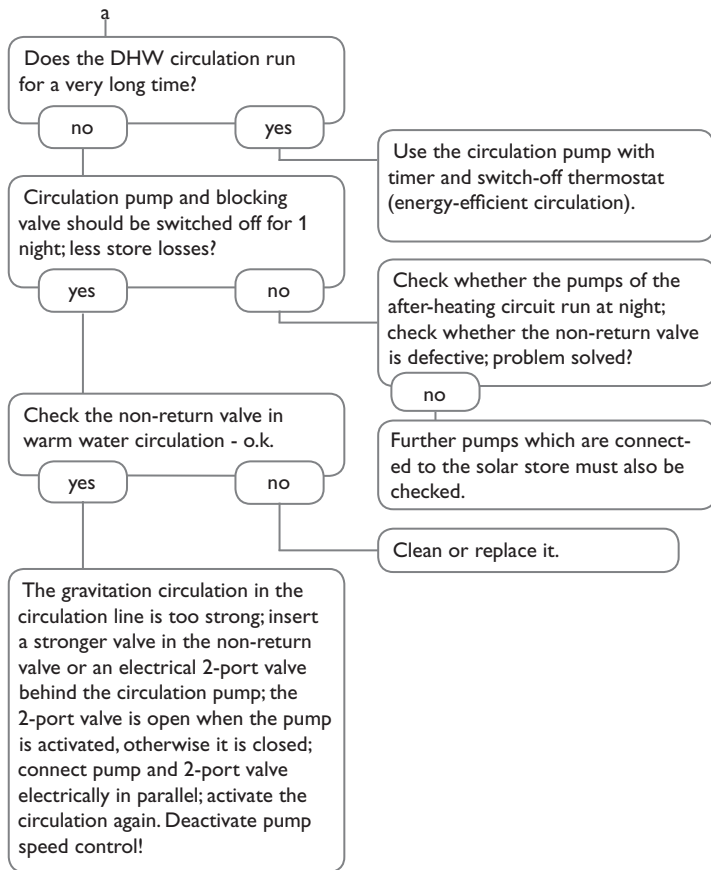 a
Does the DHW circulation run
for a very long time?
no
yes
Use the circulation pump with
timer and switch-off thermostat
(energy-efficient circulation).
Circulation pump and blocking
valve should be switched off for 1
night; less store losses?
yes
no
Check whether the pumps of the
after-heating circuit run at night;
check whether the non-return valve
is defective; problem solved?
no
Further pumps which are connect-
ed to the solar store must also be
checked.
Check the non-return valve in
warm water circulation - o.k.
yes
no
Clean or replace it.
The gravitation circulation in the
circulation line is too strong; insert
a stronger valve in the non-return
valve or an electrical 2-port valve
behind the circulation pump; the
2-port valve is open when the pump
is activated, otherwise it is closed;
connect pump and 2-port valve
electrically in parallel; activate the
circulation again. Deactivate pump
speed control!